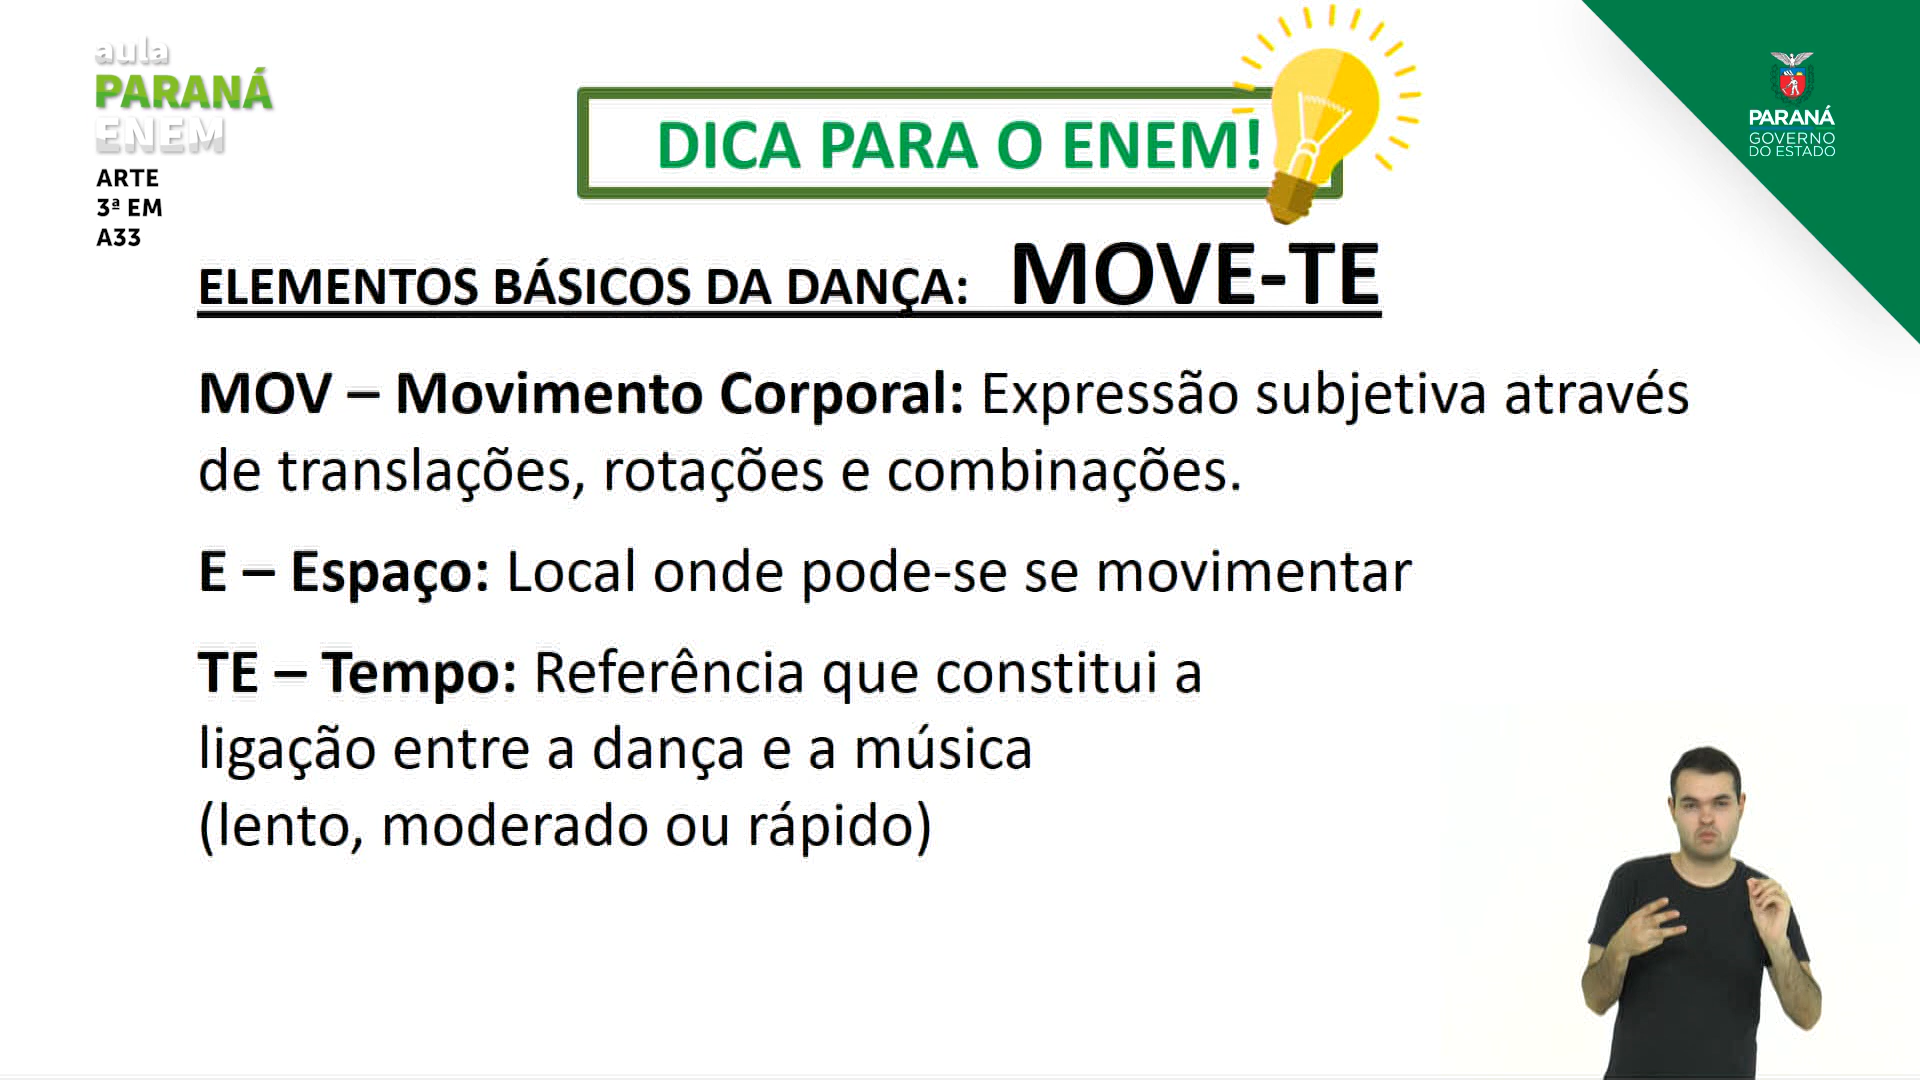 aula
PARANÁ
ENEM
ARTE
3ª EM
A33
DICA PARA O ENEM!
PARANÁ
GOVERNO
DO ESTADO
ELEMENTOS BÁSICOS DA DANÇA: MOVE-TE
MOV – Movimento Corporal: Expressão subjetiva através
de translações, rotações e combinações.
E – Espaço: Local onde pode-se se movimentar
TE – Tempo: Referência que constitui a
ligação entre a dança e a música
(lento, moderado ou rápido)